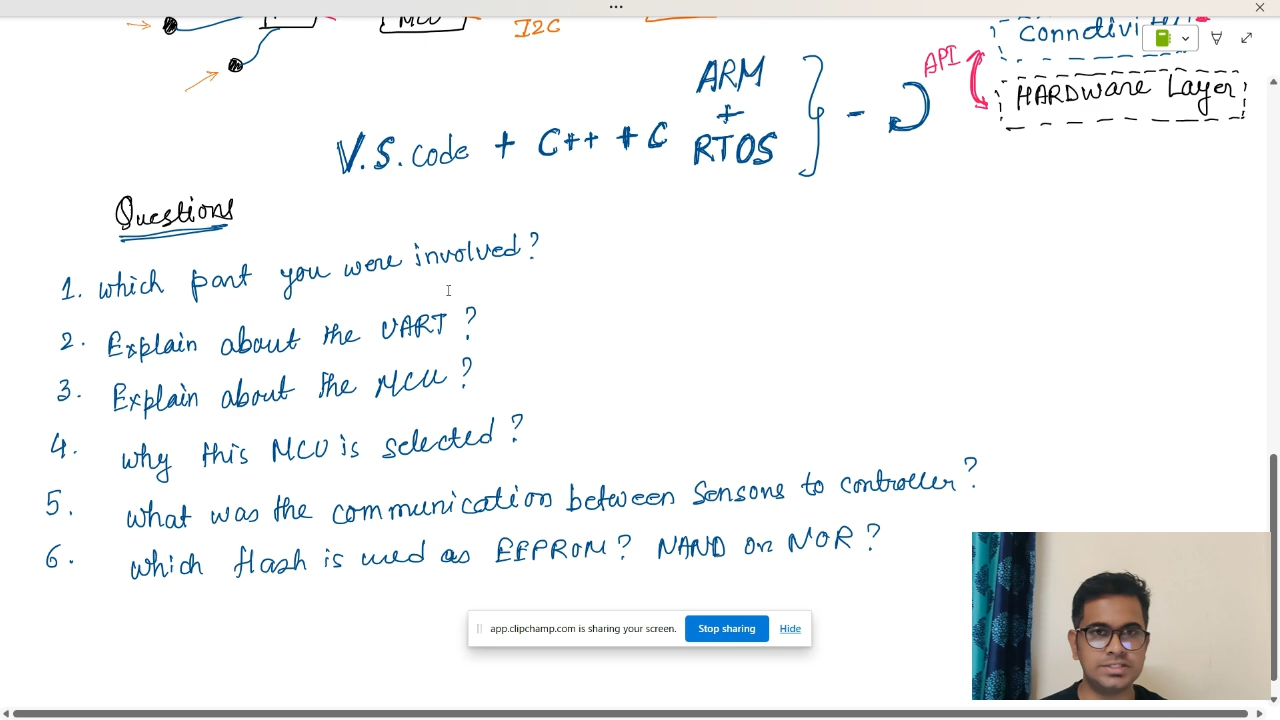 MCU
I2C
Conndivi
API
HARDware Layer
ARM
+
RTOS
V.S. code + C++ + C
Questions
1. which part you were involved?
2. Explain about the UART?
3. Explain about the MCU?
4. why this MCU is selected?
5. what was the communication between Sensons to controller?
6. which flash is used as EEPROM? NAND or NOR?
app.clipchamp.com is sharing your screen. Stop sharing Hide